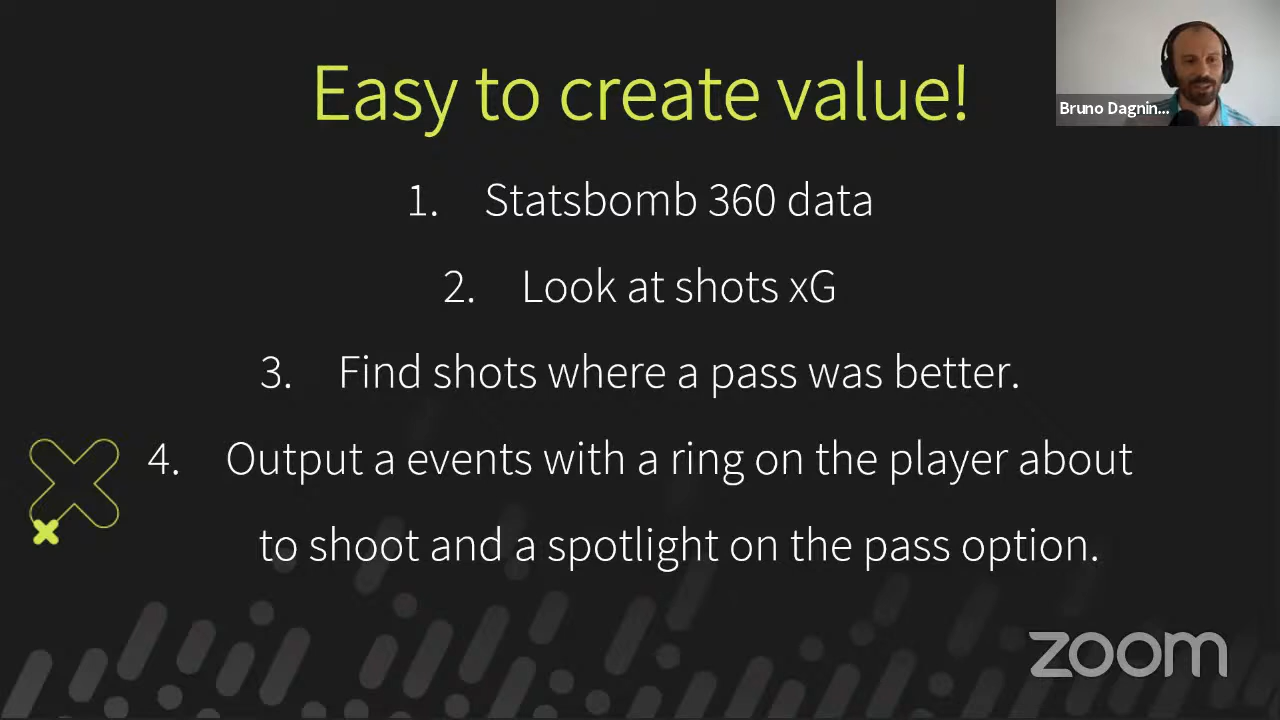 Easy to create value!
Bruno Dagnin...
1. Statsbomb 360 data
2. Look at shots xG
3. Find shots where a pass was better.
4. Output a events with a ring on the player about
to shoot and a spotlight on the pass option.
zoom